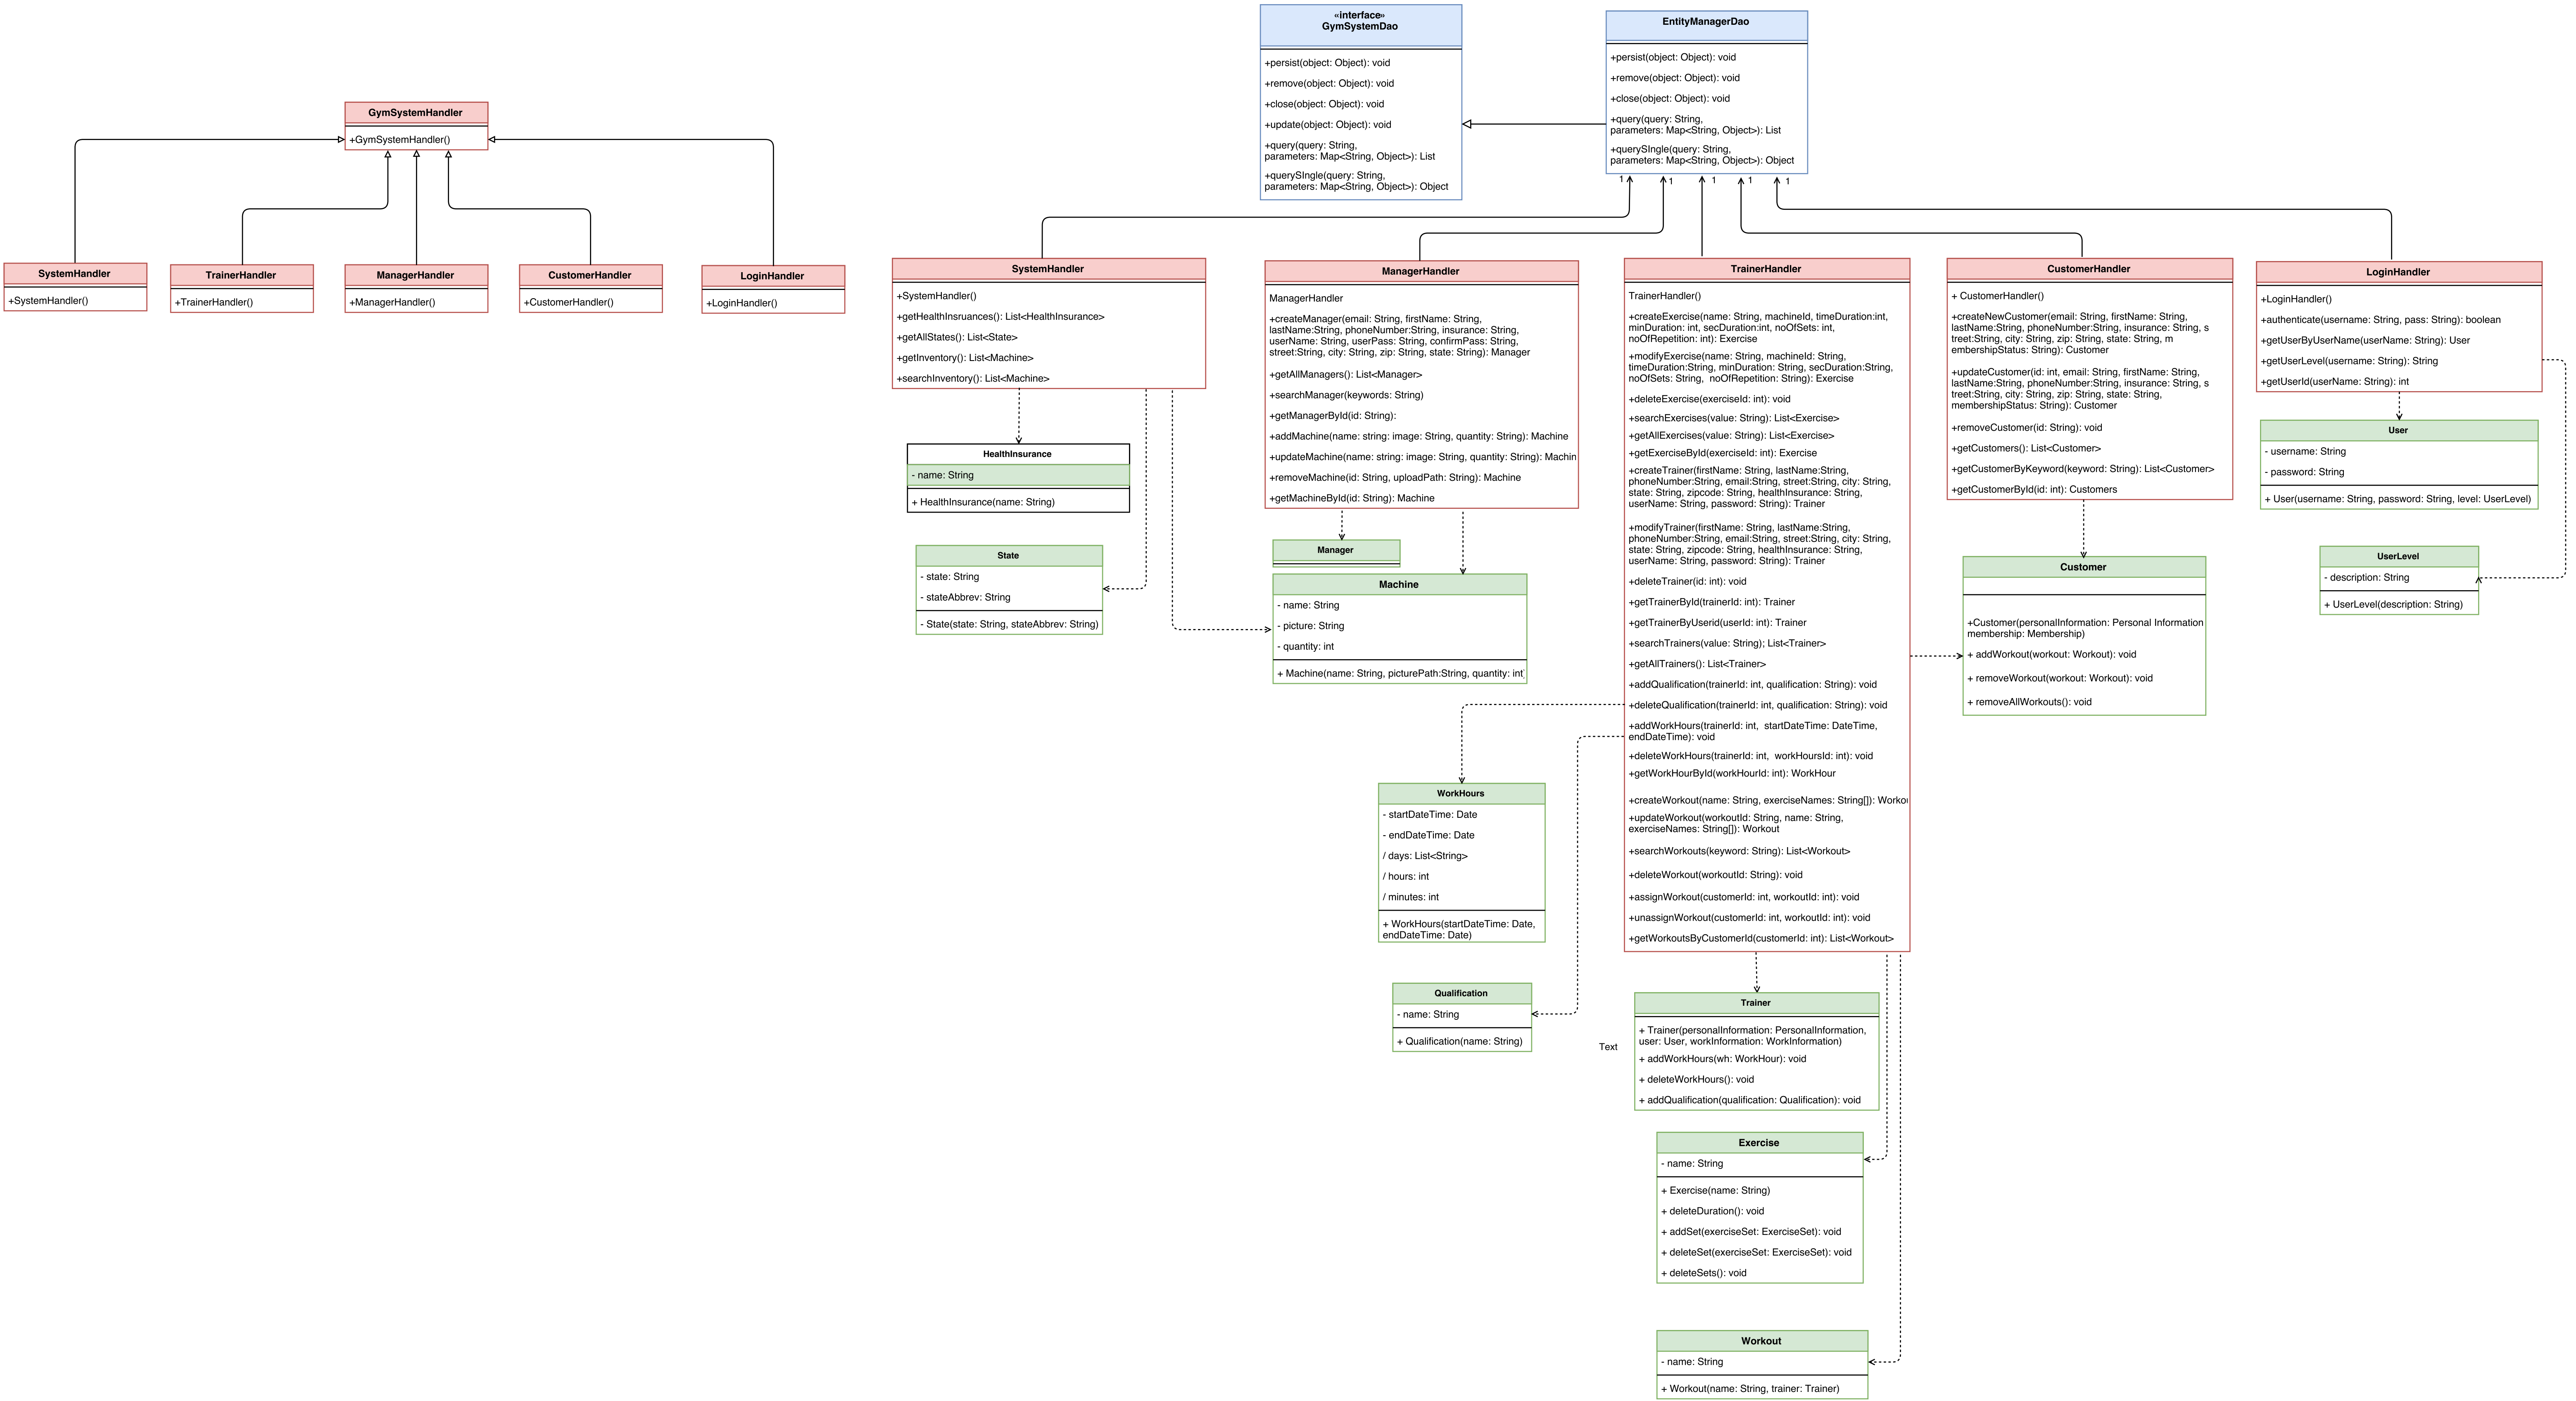 GymSystemHandler
+GymSystemHandler()
SystemHandler
+SystemHandler()
TrainerHandler
+TrainerHandler()
ManagerHandler
+ManagerHandler()
CustomerHandler
+CustomerHandler()
LoginHandler
+LoginHandler()
«interface»
GymSystemDao
+persist(object: Object): void
+remove(object: Object): void
+close(object: Object): void
+update(object: Object): void
+query(query: String,
parameters: Map<String, Object>): List
+querySIngle(query: String,
parameters: Map<String, Object>): Object
EntityManagerDao
+persist(object: Object): void
+remove(object: Object): void
+close(object: Object): void
+query(query: String,
parameters: Map<String, Object>): List
+querySIngle(query: String,
parameters: Map<String, Object>): Object
1
1
1
1
1
SystemHandler
+SystemHandler()
+getHealthInsruances(): List<HealthInsurance>
+getAllStates(): List<State>
+getInventory(): List<Machine>
+searchInventory(): List<Machine>
HealthInsurance
- name: String
+ HealthInsurance(name: String)
State
- state: String
- stateAbbrev: String
- State(state: String, stateAbbrev: String)
ManagerHandler
ManagerHandler
+createManager(email: String, firstName: String,
lastName:String, phoneNumber:String, insurance: String,
userName: String, userPass: String, confirmPass: String,
street:String, city: String, zip: String, state: String): Manager
+getAllManagers(): List<Manager>
+searchManager(keywords: String)
+getManagerById(id: String):
+addMachine(name: string: image: String, quantity: String): Machine
+updateMachine(name: string: image: String, quantity: String): Machin
+removeMachine(id: String, uploadPath: String): Machine
+getMachineById(id: String): Machine
Manager
Machine
- name: String
- picture: String
- quantity: int
+ Machine(name: String, picturePath:String, quantity: int)
WorkHours
- startDateTime: Date
- endDateTime: Date
/ days: List<String>
/ hours: int
/ minutes: int
+ WorkHours(startDateTime: Date,
endDateTime: Date)
Qualification
- name: String
+ Qualification(name: String)
Text
TrainerHandler
TrainerHandler()
+createExercise(name: String, machineId, timeDuration:int,
minDuration: int, secDuration:int, noOfSets: int,
noOfRepetition: int): Exercise
+modifyExercise(name: String, machineId: String,
timeDuration:String, minDuration: String, secDuration:String,
noOfSets: String,  noOfRepetition: String): Exercise
+deleteExercise(exerciseId: int): void
+searchExercises(value: String): List<Exercise>
+getAllExercises(value: String): List<Exercise>
+getExerciseById(exerciseId: int): Exercise
+createTrainer(firstName: String, lastName:String,
phoneNumber:String, email:String, street:String, city: String,
state: String, zipcode: String, healthInsurance: String,
userName: String, password: String): Trainer
+modifyTrainer(firstName: String, lastName:String,
phoneNumber:String, email:String, street:String, city: String,
state: String, zipcode: String, healthInsurance: String,
userName: String, password: String): Trainer
+deleteTrainer(id: int): void
+getTrainerById(trainerId: int): Trainer
+getTrainerByUserid(userId: int): Trainer
+searchTrainers(value: String); List<Trainer>
+getAllTrainers(): List<Trainer>
+addQualification(trainerId: int, qualification: String): void
+deleteQualification(trainerId: int, qualification: String): void
+addWorkHours(trainerId: int,  startDateTime: DateTime,
endDateTime): void
+deleteWorkHours(trainerId: int,  workHoursId: int): void
+getWorkHourById(workHourId: int): WorkHour
+createWorkout(name: String, exerciseNames: String[]): Workou
+updateWorkout(workoutId: String, name: String,
exerciseNames: String[]): Workout
+searchWorkouts(keyword: String): List<Workout>
+deleteWorkout(workoutId: String): void
+assignWorkout(customerId: int, workoutId: int): void
+unassignWorkout(customerId: int, workoutId: int): void
+getWorkoutsByCustomerId(customerId: int): List<Workout>
Trainer
+ Trainer(personalInformation: PersonalInformation,
user: User, workInformation: WorkInformation)
+ addWorkHours(wh: WorkHour): void
+ deleteWorkHours(): void
+ addQualification(qualification: Qualification): void
Exercise
- name: String
+ Exercise(name: String)
+ deleteDuration(): void
+ addSet(exerciseSet: ExerciseSet): void
+ deleteSet(exerciseSet: ExerciseSet): void
+ deleteSets(): void
Workout
- name: String
+ Workout(name: String, trainer: Trainer)
CustomerHandler
+ CustomerHandler()
+createNewCustomer(email: String, firstName: String,
lastName:String, phoneNumber:String, insurance: String, s
treet:String, city: String, zip: String, state: String, m
embershipStatus: String): Customer
+updateCustomer(id: int, email: String, firstName: String,
lastName:String, phoneNumber:String, insurance: String, s
treet:String, city: String, zip: String, state: String,
membershipStatus: String): Customer
+removeCustomer(id: String): void
+getCustomers(): List<Customer>
+getCustomerByKeyword(keyword: String): List<Customer>
+getCustomerById(id: int): Customers
Customer
+Customer(personalInformation: Personal Information
membership: Membership)
+ addWorkout(workout: Workout): void
+ removeWorkout(workout: Workout): void
+ removeAllWorkouts(): void
LoginHandler
+LoginHandler()
+authenticate(username: String, pass: String): boolean
+getUserByUserName(userName: String): User
+getUserLevel(username: String): String
+getUserId(userName: String): int
User
- username: String
- password: String
+ User(username: String, password: String, level: UserLevel)
UserLevel
- description: String
+ UserLevel(description: String)